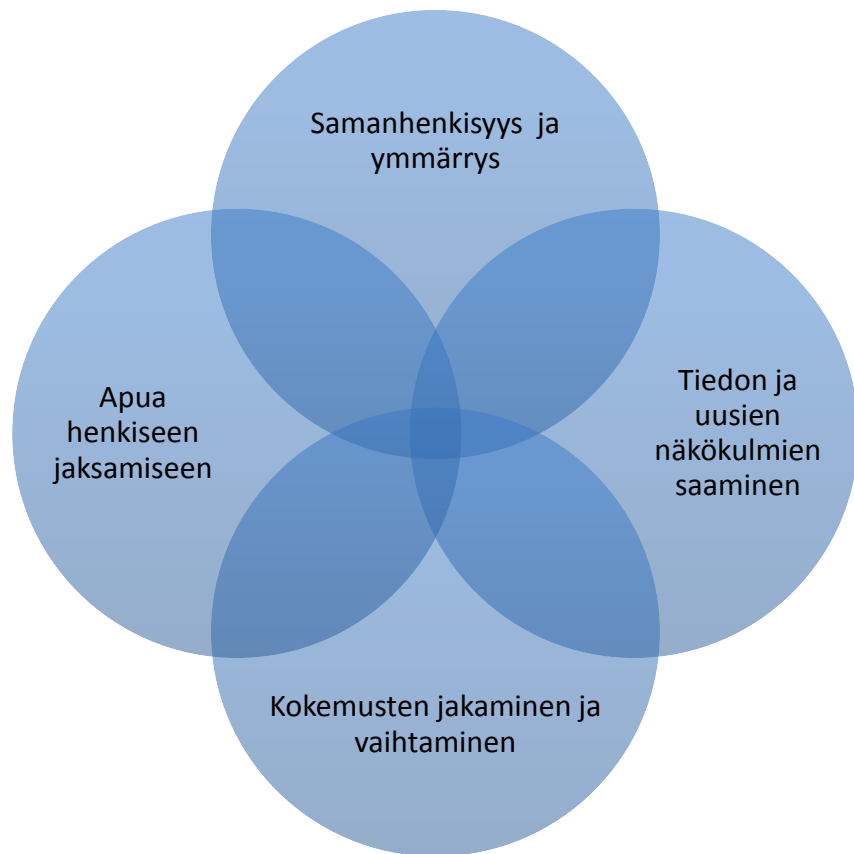 Samanhenkisyys ja
ymmärrys
Apua
henkiseen
jaksamiseen
Tiedon ja
uusien
näkökulmien
saaminen
Kokemusten jakaminen ja
vaihtaminen